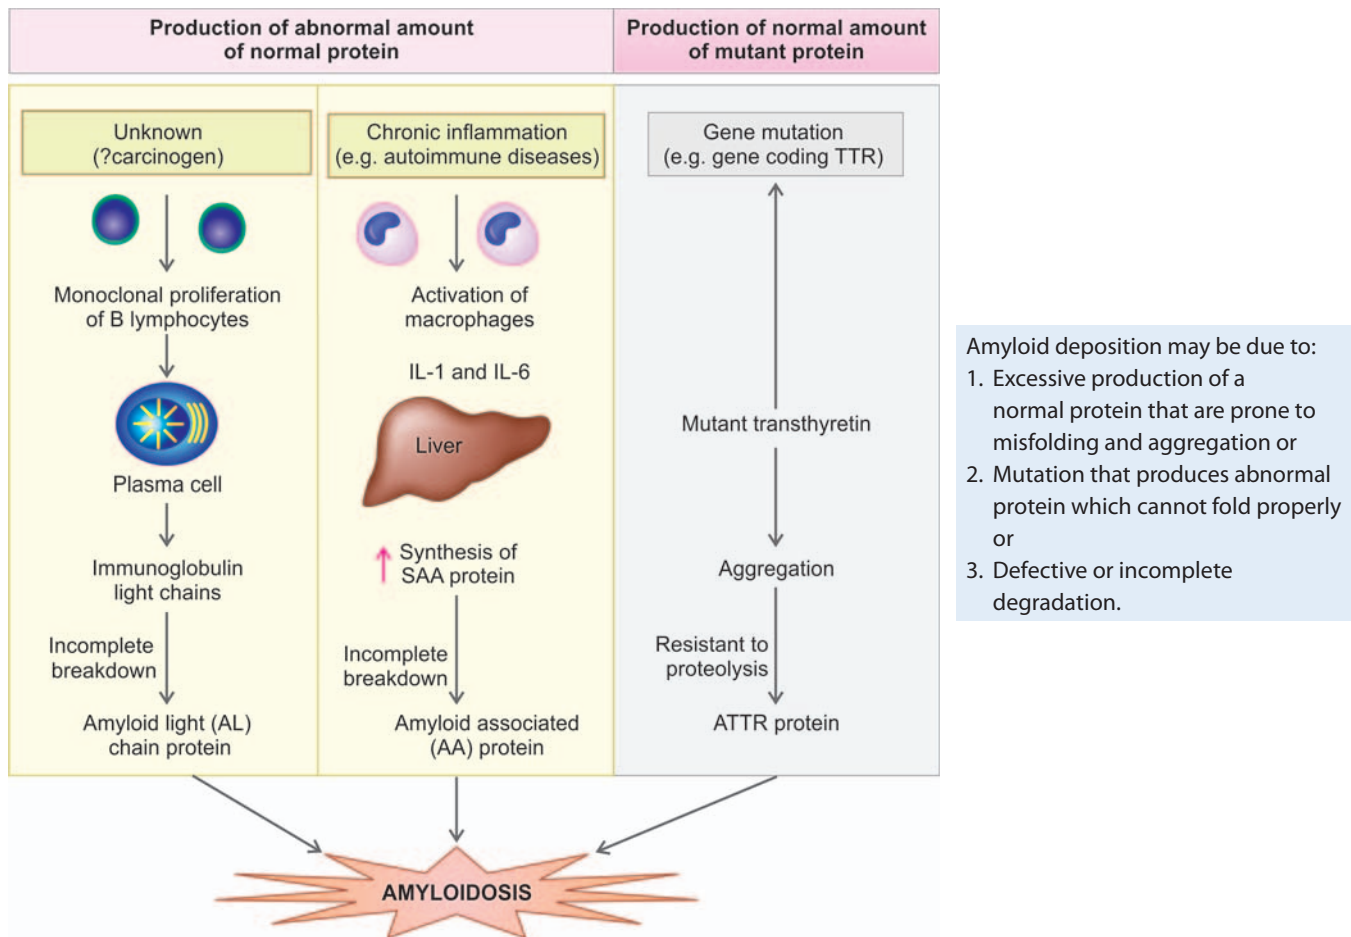 Production of abnormal amount
of normal protein
Production of normal amount
of mutant protein
Unknown
(?carcinogen)
Monoclonal proliferation
of B lymphocytes
Plasma cell
Immunoglobulin
light chains
Incomplete
breakdown
Amyloid light (AL)
chain protein
Chronic inflammation
(e.g. autoimmune diseases)
Activation of
macrophages
IL-1 and IL-6
Liver
Synthesis of
SAA protein
Incomplete
breakdown
Amyloid associated
(AA) protein
Gene mutation
(e.g. gene coding TTR)
Mutant transthyretin
Aggregation
Resistant to
proteolysis
ATTR protein
AMYLOIDOSIS
Amyloid deposition may be due to:
1. Excessive production of a
normal protein that are prone to
misfolding and aggregation or
2. Mutation that produces abnormal
protein which cannot fold properly
or
3. Defective or incomplete
degradation.